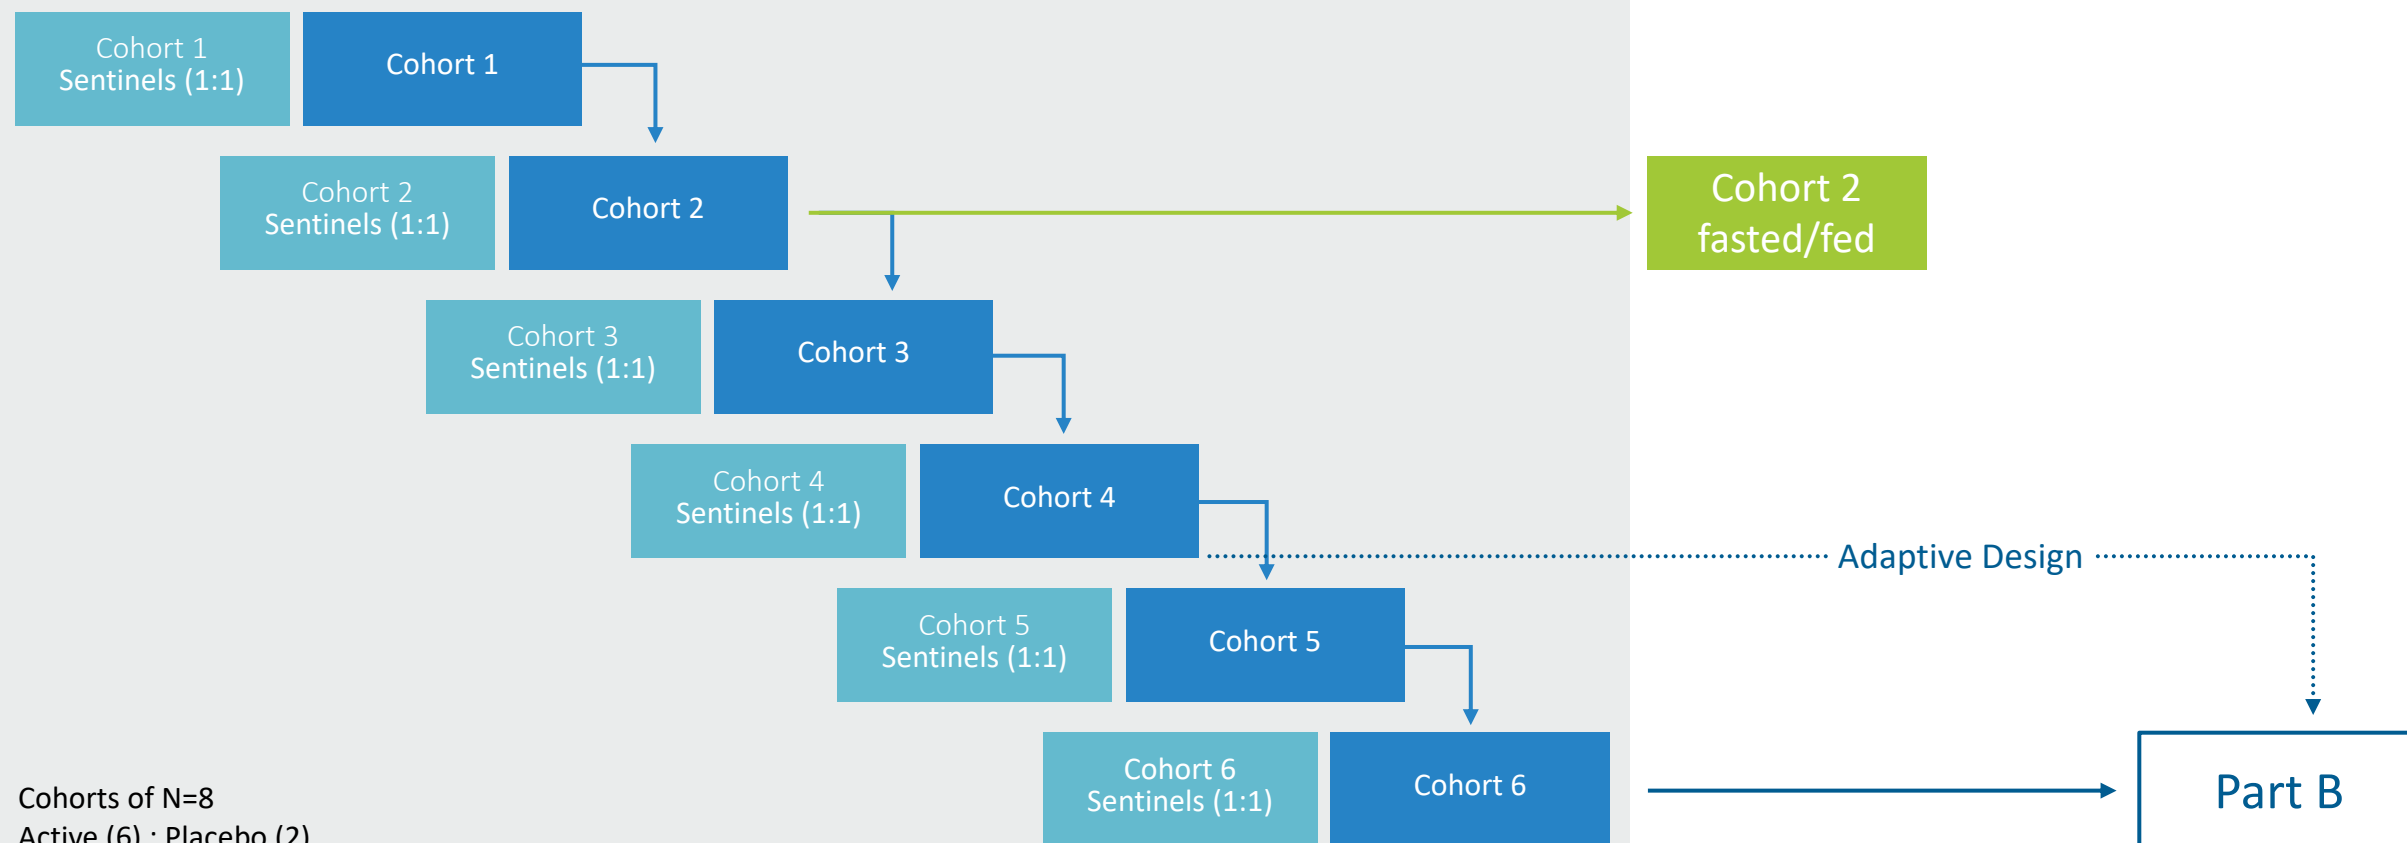 Cohort 1
Sentinels (1:1)
Cohort 1
Cohort 2
Sentinels (1:1)
Cohort 2
Cohort 2
fasted/fed
Cohort 3
Sentinels (1:1)
Cohort 3
Cohort 4
Sentinels (1:1)
Cohort 4
Adaptive Design
Cohort 5
Sentinels (1:1)
Cohort 5
Cohort 6
Sentinels (1:1)
Cohort 6
Part B
Cohorts of N=8
Active (6) : Placebo (2)